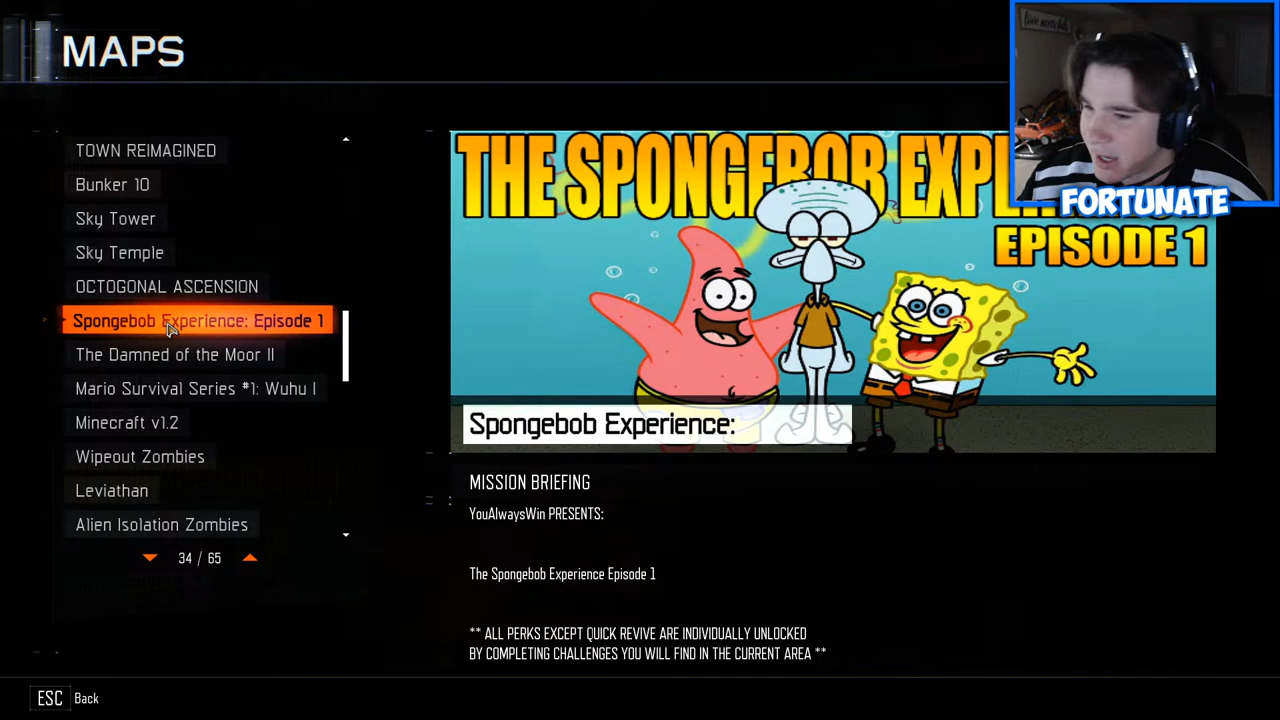 MAPS
TOWN REIMAGINED
Bunker 10
Sky Tower
Sky Temple
OCTOGONAL ASCENSION
Spongebob Experience: Episode 1
The Damned of the Moor II
Mario Survival Series #1: Wuhu I
Minecraft v1.2
Wipeout Zombies
Leviathan
Alien Isolation Zombies
34 / 65
THE SPONGEBOB EXPE
EPISODE 1
FORTUNATE
Spongebob Experience:
MISSION BRIEFING
YouAlwaysWin PRESENTS:
The Spongebob Experience Episode 1
** ALL PERKS EXCEPT QUICK REVIVE ARE INDIVIDUALLY UNLOCKED
BY COMPLETING CHALLENGES YOU WILL FIND IN THE CURRENT AREA **
ESC Back